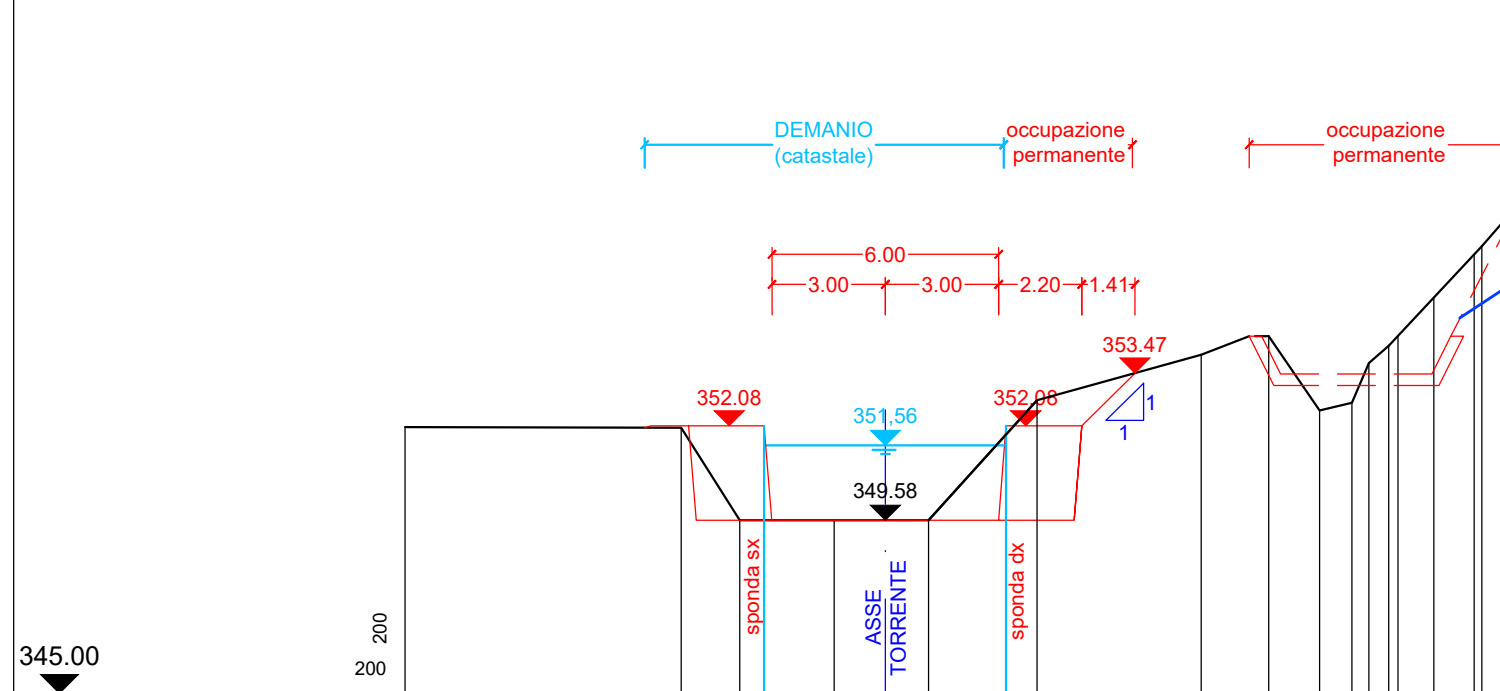 DEMANIO
(catastale)
occupazione
permanente
occupazione
permanente
6.00
3.00
3.00
2.20
1.41
353.47
352.08
351,56
352.08
1
1
349.58
sponda sx
ASSE
TORRENTE
sponda dx
200
200
345.00